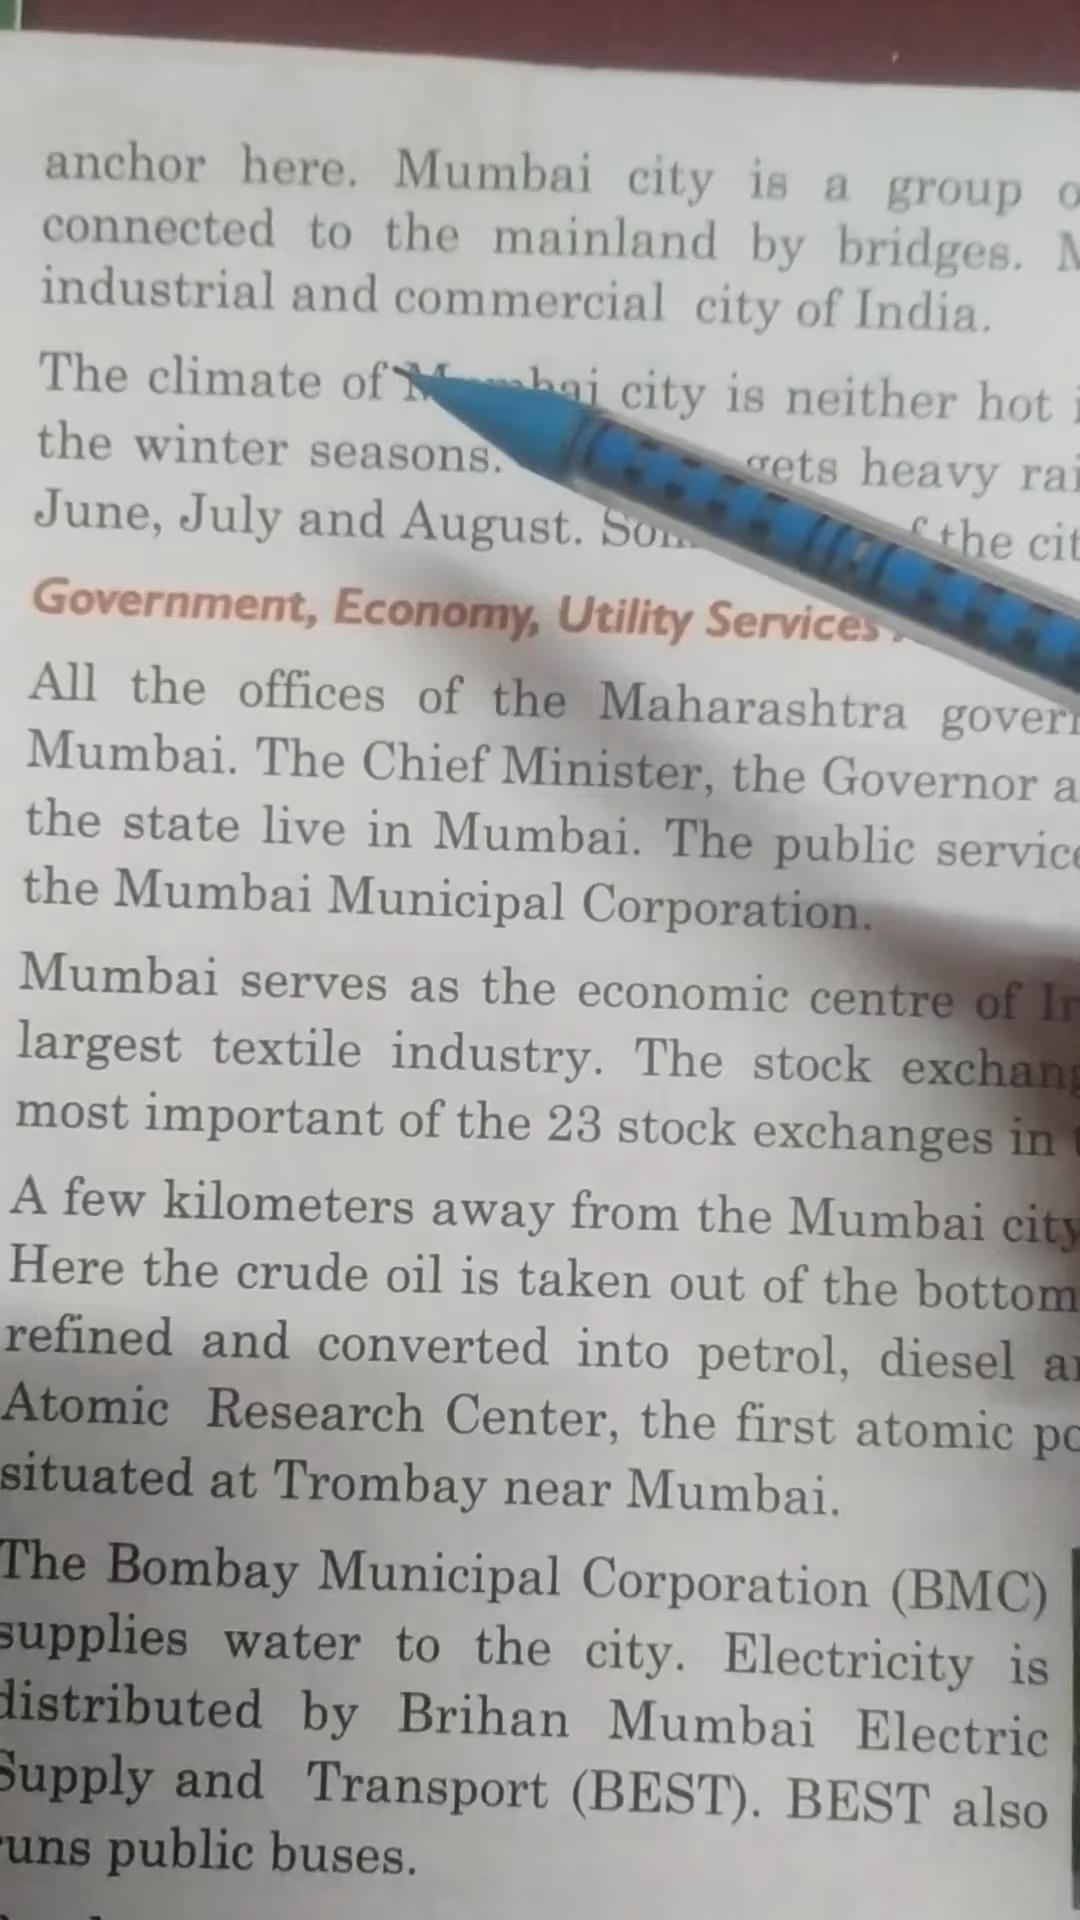 anchor here. Mumbai city is a group
connected to the mainland by bridges.
industrial and commercial city of India.
The climate of Mumbai city is neither hot
the winter seasons. gets heavy
June, July and August. the
Government, Economy, Utility Services
All the offices of the Maharashtra
Mumbai. The Chief Minister, the Governor
the state live in Mumbai. The public
the Mumbai Municipal Corporation.
Mumbai serves as the economic centre of
largest textile industry. The stock
most important of the 23 stock exchanges in
A few kilometers away from the Mumbai city
Here the crude oil is taken out of the bottom
refined and converted into petrol, diesel
Atomic Research Center, the first atomic
situated at Trombay near Mumbai.
The Bombay Municipal Corporation (BMC)
supplies water to the city. Electricity is
distributed by Brihan Mumbai Electric
Supply and Transport (BEST). BEST also
runs public buses.